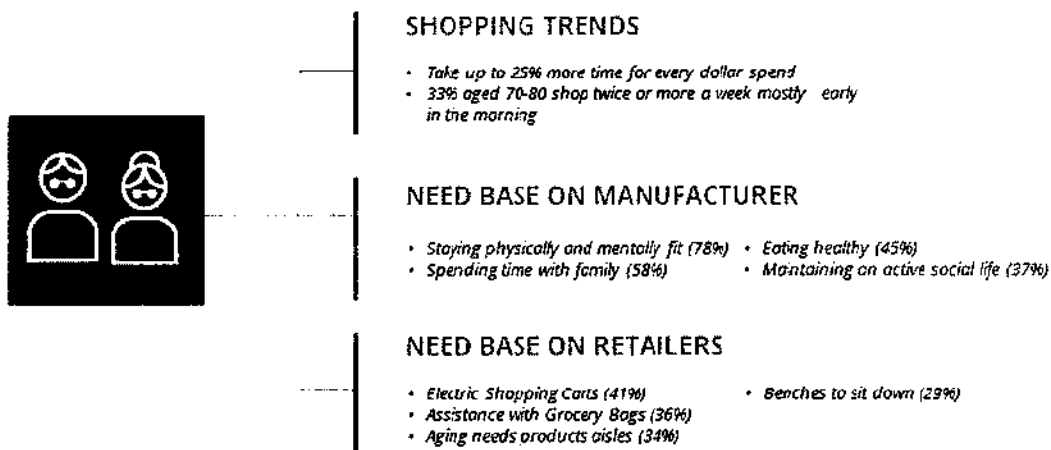 SHOPPING TRENDS
• Take up to 25% more time for every dollar spend
• 33% aged 70-80 shop twice or more a week mostly early
in the morning
NEED BASE ON MANUFACTURER
• Staying physically and mentally fit (78%)
• Spending time with family (58%)
• Eating healthy (45%)
• Maintaining an active social life (37%)
NEED BASE ON RETAILERS
• Electric Shopping Carts (41%)
• Assistance with Grocery Bags (36%)
• Aging needs products aisles (34%)
• Benches to sit down (29%)